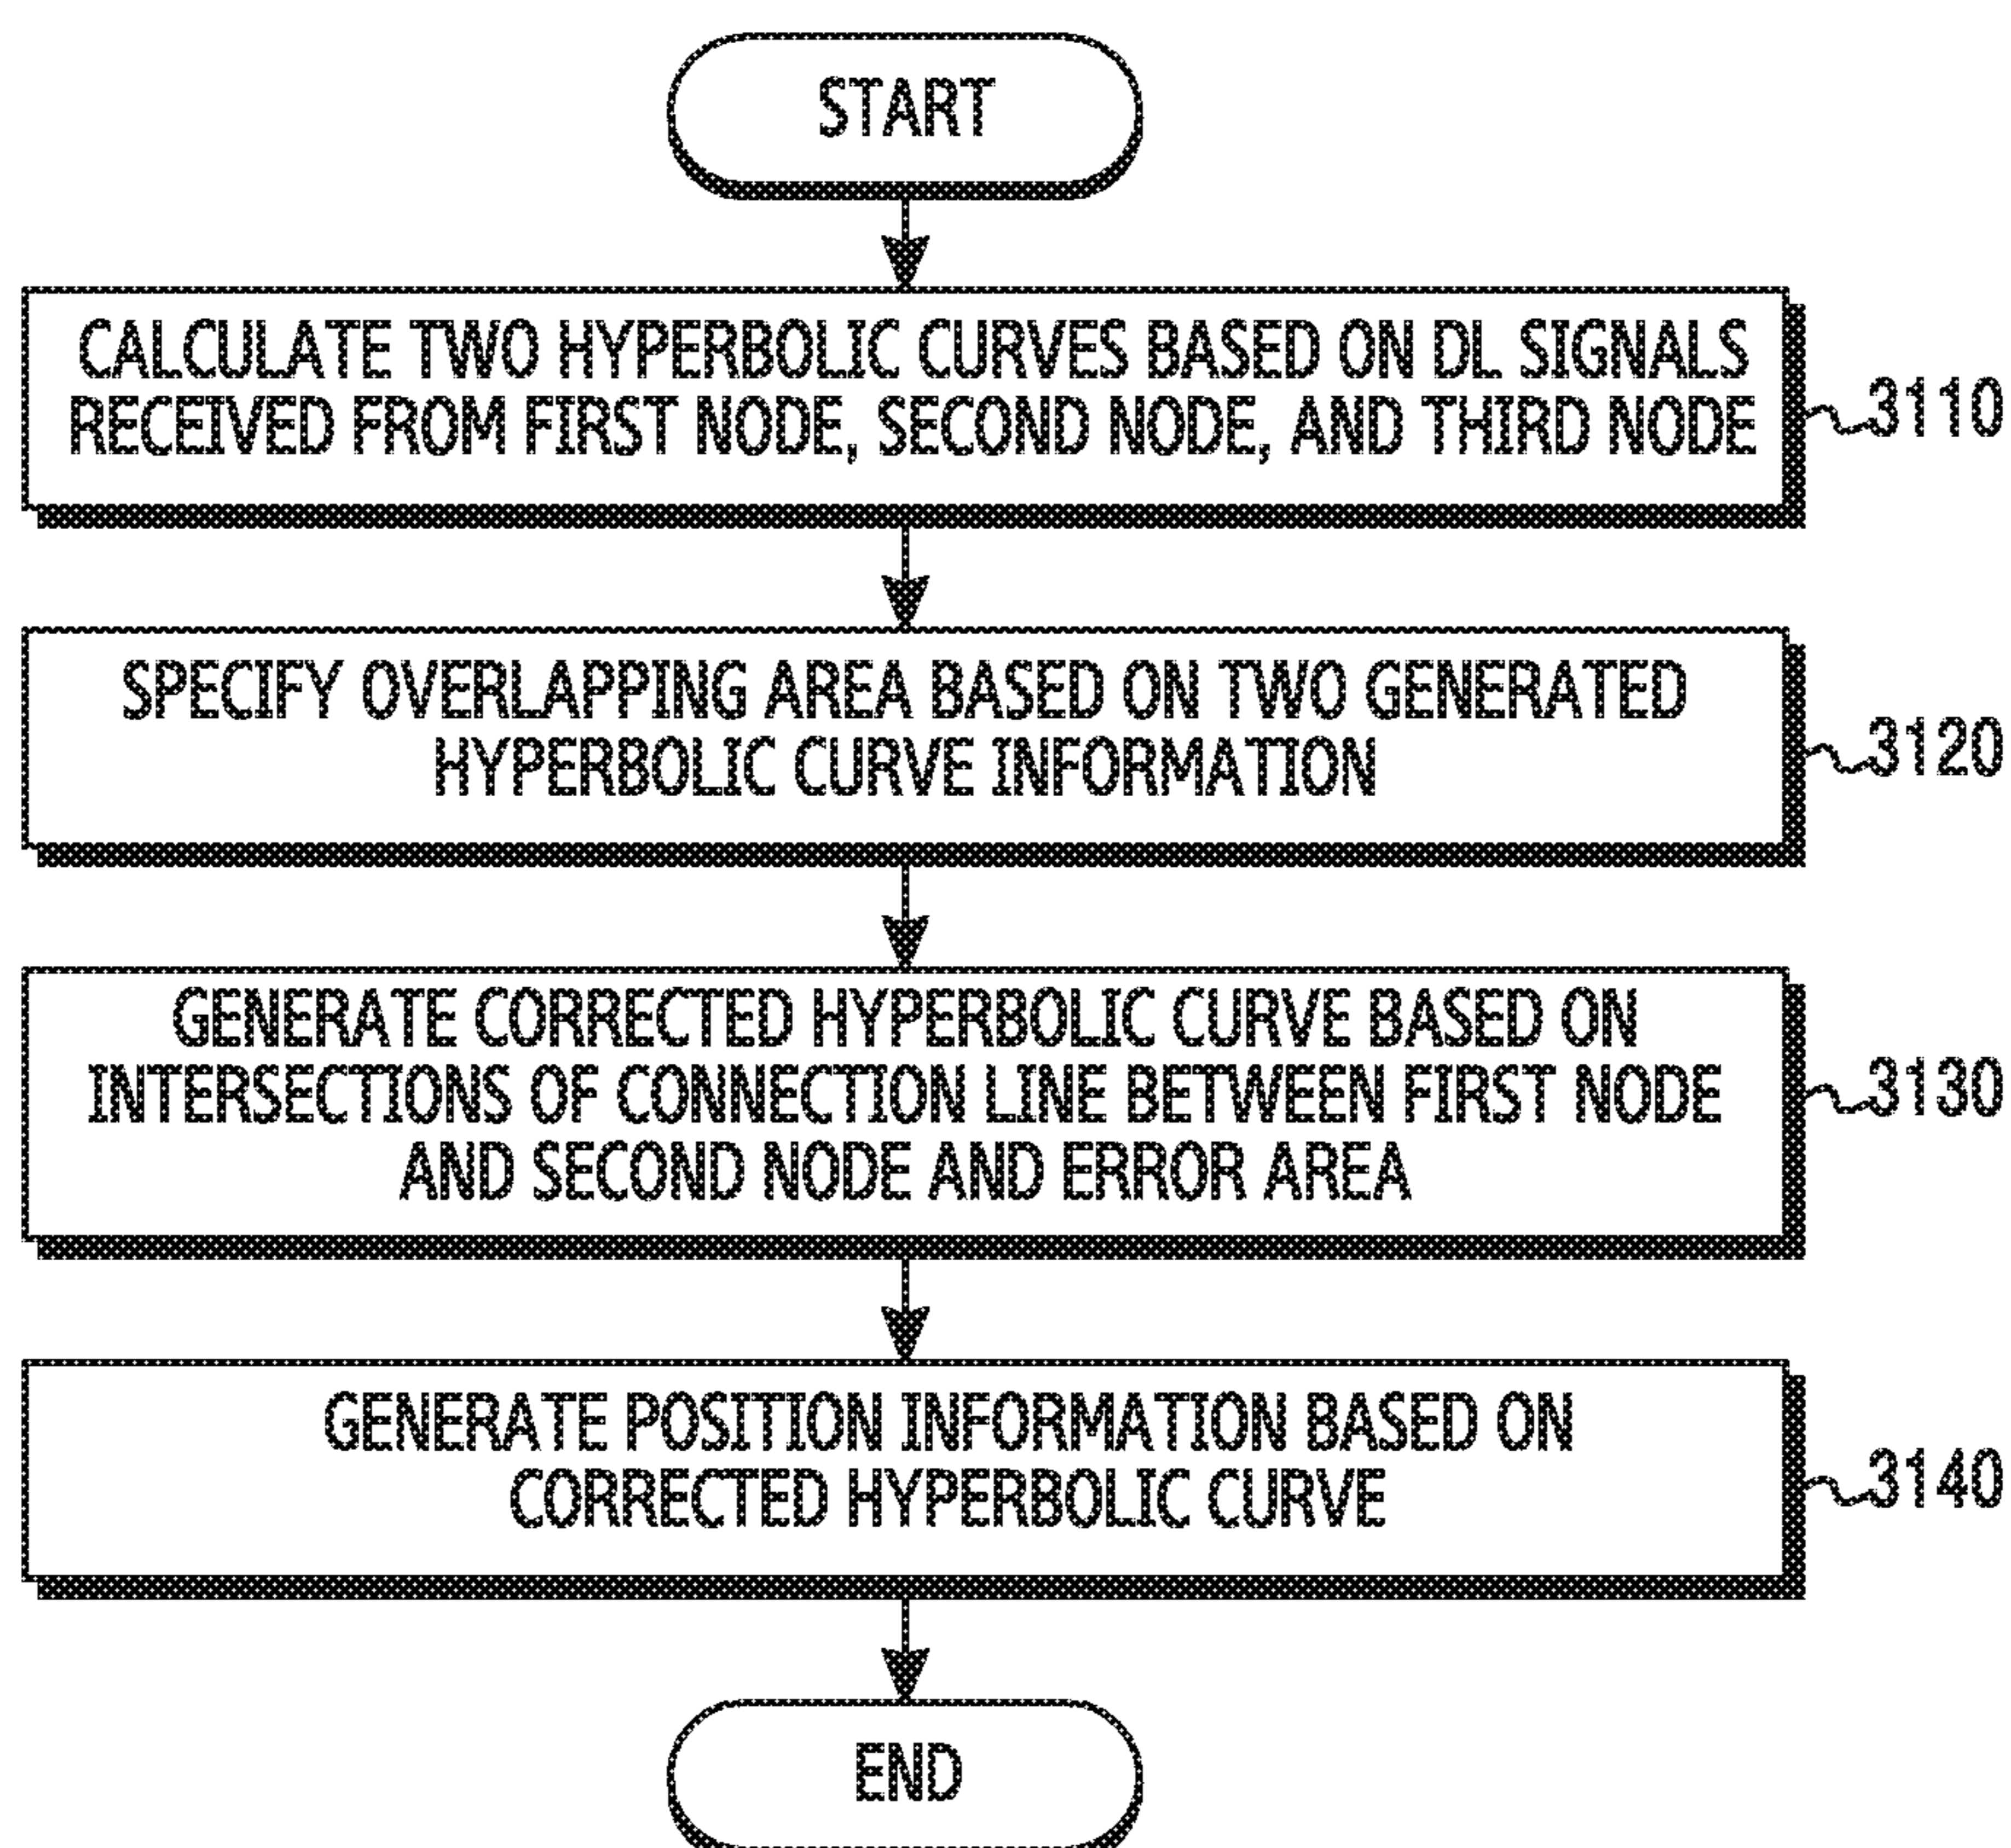 START
CALCULATE TWO HYPERBOLIC CURVES BASED ON DL SIGNALS
RECEIVED FROM FIRST NODE, SECOND NODE, AND THIRD NODE
3110
SPECIFY OVERLAPPING AREA BASED ON TWO GENERATED
HYPERBOLIC CURVE INFORMATION
3120
GENERATE CORRECTED HYPERBOLIC CURVE BASED ON
INTERSECTIONS OF CONNECTION LINE BETWEEN FIRST NODE
AND SECOND NODE AND ERROR AREA
3130
GENERATE POSITION INFORMATION BASED ON
CORRECTED HYPERBOLIC CURVE
3140
END